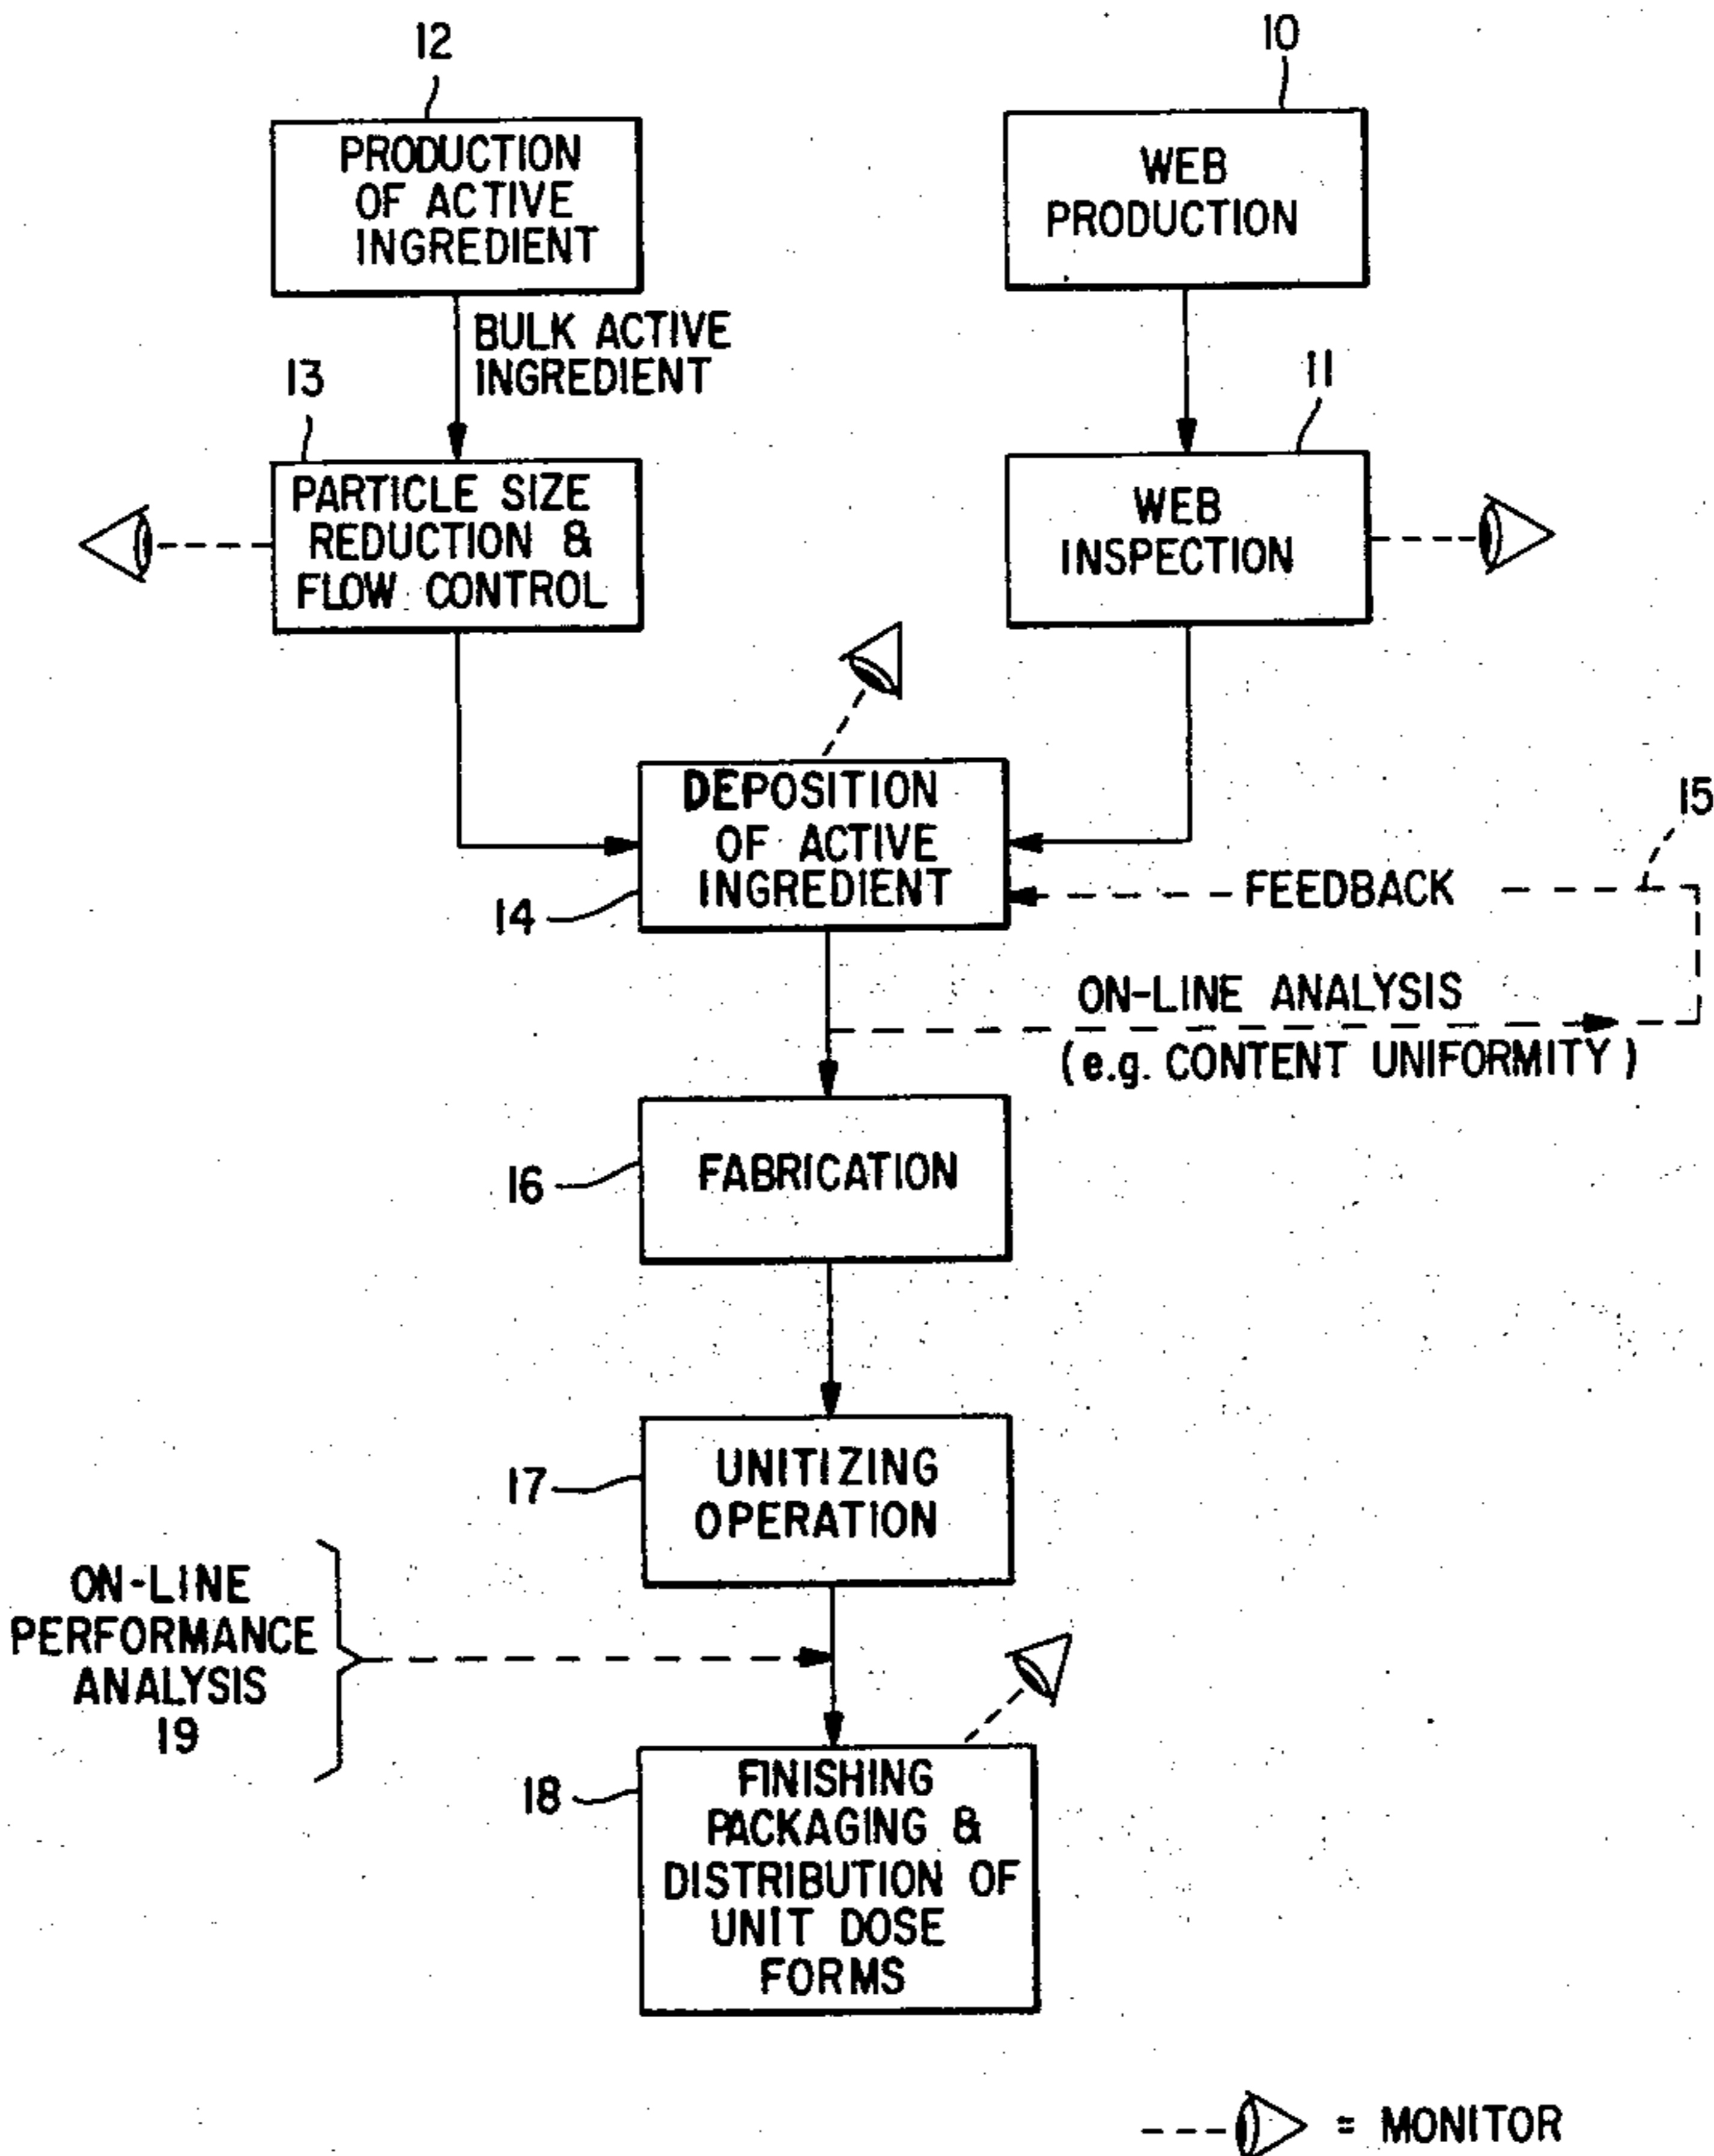 12
10
PRODUCTION
OF ACTIVE
INGREDIENT
WEB
PRODUCTION
BULK ACTIVE
INGREDIENT
13
11
PARTICLE SIZE
REDUCTION &
FLOW CONTROL
WEB
INSPECTION
DEPOSITION
OF ACTIVE
INGREDIENT
14
15
FEEDBACK
ON-LINE ANALYSIS
(e.g. CONTENT UNIFORMITY)
16
FABRICATION
17
UNITIZING
OPERATION
ON-LINE
PERFORMANCE
ANALYSIS
19
18
FINISHING
PACKAGING &
DISTRIBUTION OF
UNIT DOSE
FORMS
= MONITOR